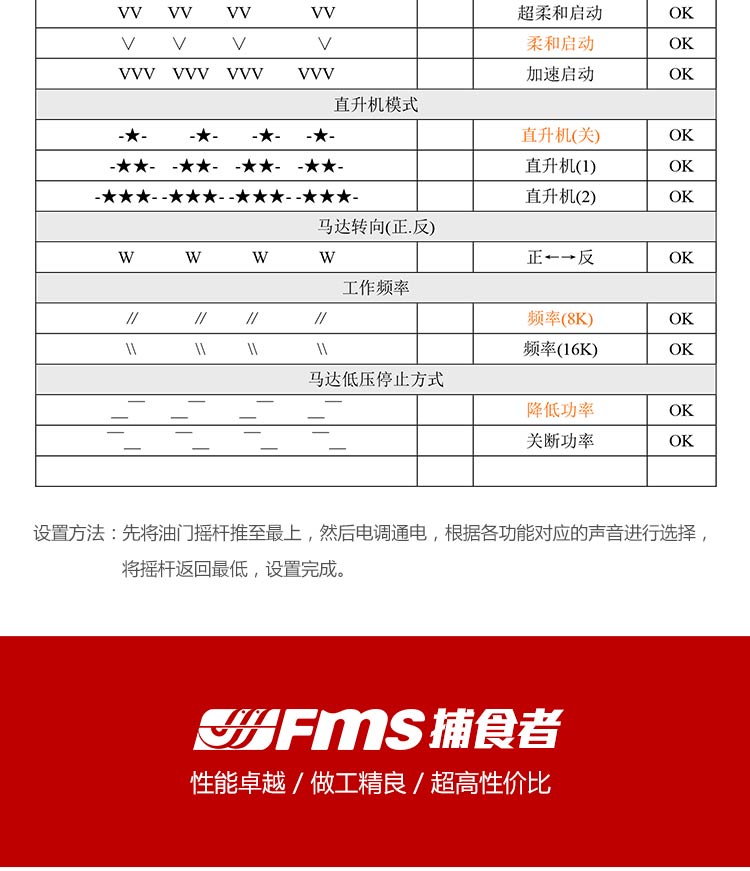 VV VV VV VV 超柔和启动 OK
V V V V 柔和启动 OK
VVV VVV VVV VVV 加速启动 OK
直升机模式
-★- -★- -★- -★- 直升机(关) OK
-★★- -★★- -★★- -★★- 直升机(1) OK
-★★★- -★★★- -★★★- -★★★- 直升机(2) OK
马达转向(正.反)
W W W W 正←→反 OK
工作频率
// // // // 频率(8K) OK
\\ \\ \\ \\ 频率(16K) OK
马达低压停止方式
_— _— _— _— 降低功率 OK
—_ —_ —_ —_ 关断功率 OK
设置方法：先将油门摇杆推至最上，然后电调通电，根据各功能对应的声音进行选择，
将摇杆返回最低，设置完成。
FMS 捕食者
性能卓越 / 做工精良 / 超高性价比